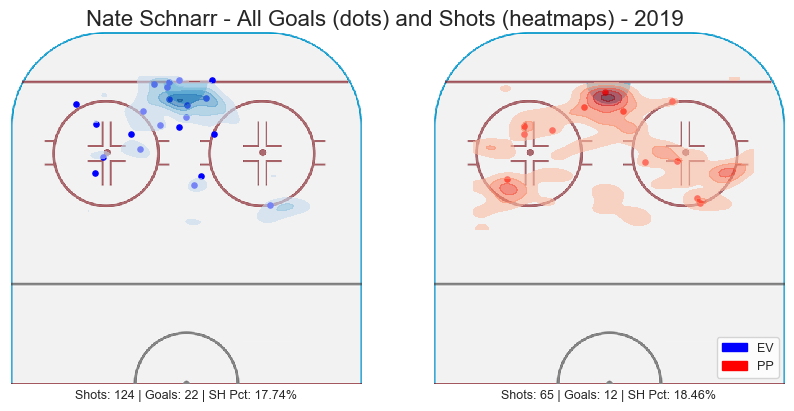 Nate Schnarr - All Goals (dots) and Shots (heatmaps) - 2019
EV
PP
Shots: 124 | Goals: 22 | SH Pct: 17.74%
Shots: 65 | Goals: 12 | SH Pct: 18.46%